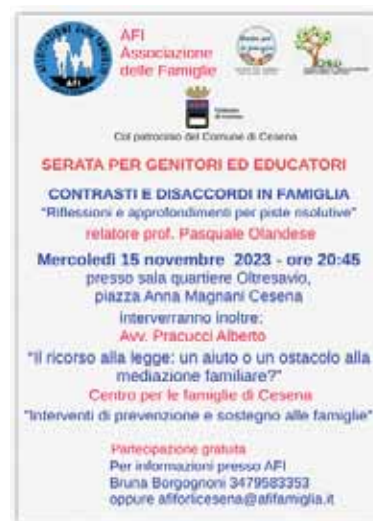 AFI
Associazione
delle Famiglie
AFI
Comune
di Cesena
Col patrocinio del Comune di Cesena
SERATA PER GENITORI ED EDUCATORI
CONTRASTI E DISACCORDI IN FAMIGLIA
"Riflessioni e approfondimenti per piste risolutive"
relatore prof. Pasquale Olandese
Mercoledì 15 novembre 2023 - ore 20:45
presso sala quartiere Oltresavio,
piazza Anna Magnani Cesena
interverranno inoltre:
Avv. Pracucci Alberto
"Il ricorso alla legge: un aiuto o un ostacolo alla
mediazione familiare?"
Centro per le famiglie di Cesena
"Interventi di prevenzione e sostegno alle famiglie"
Partecipazione gratuita
Per informazioni presso AFI
Bruna Borgognoni 3479583353
oppure afiforlicesena@afifamiglia.it